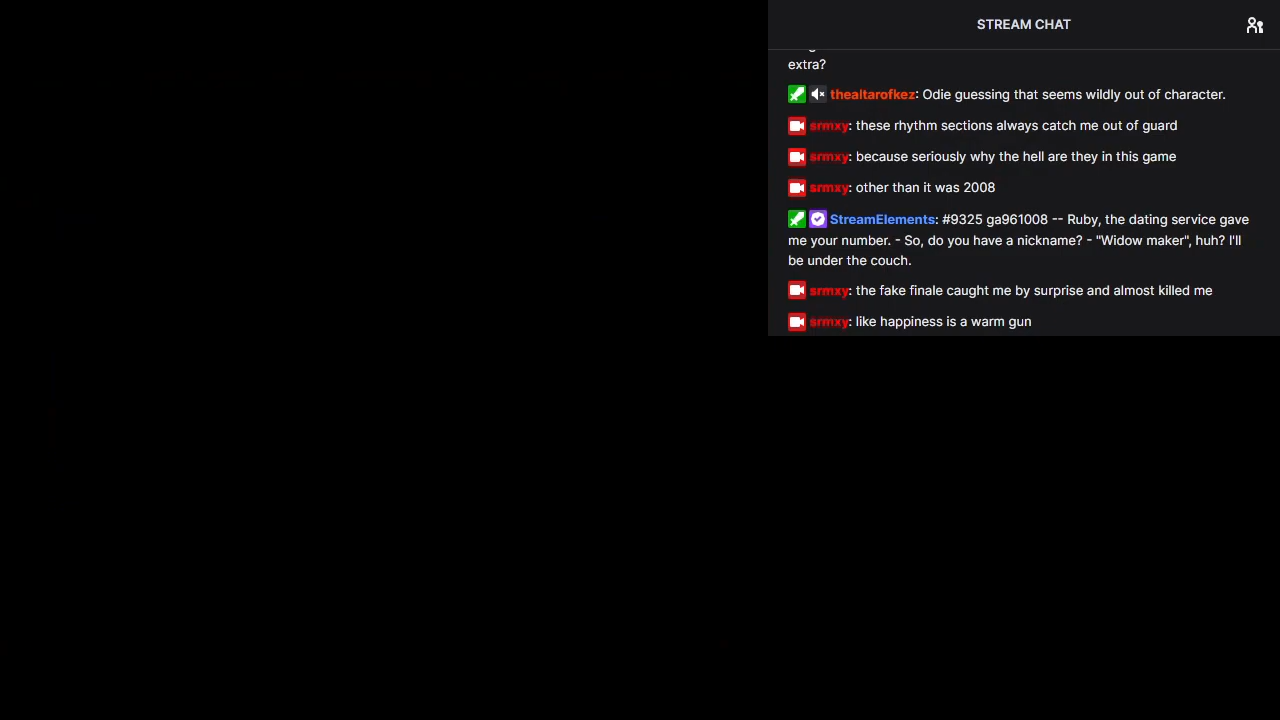 STREAM CHAT
extra?
thealtarofkez: Odie guessing that seems wildly out of character.
srmxy: these rhythm sections always catch me out of guard
srmxy: because seriously why the hell are they in this game
srmxy: other than it was 2008
StreamElements: #9325 ga961008 -- Ruby, the dating service gave
me your number. - So, do you have a nickname? - "Widow maker", huh? I'll
be under the couch.
srmxy: the fake finale caught me by surprise and almost killed me
srmxy: like happiness is a warm gun